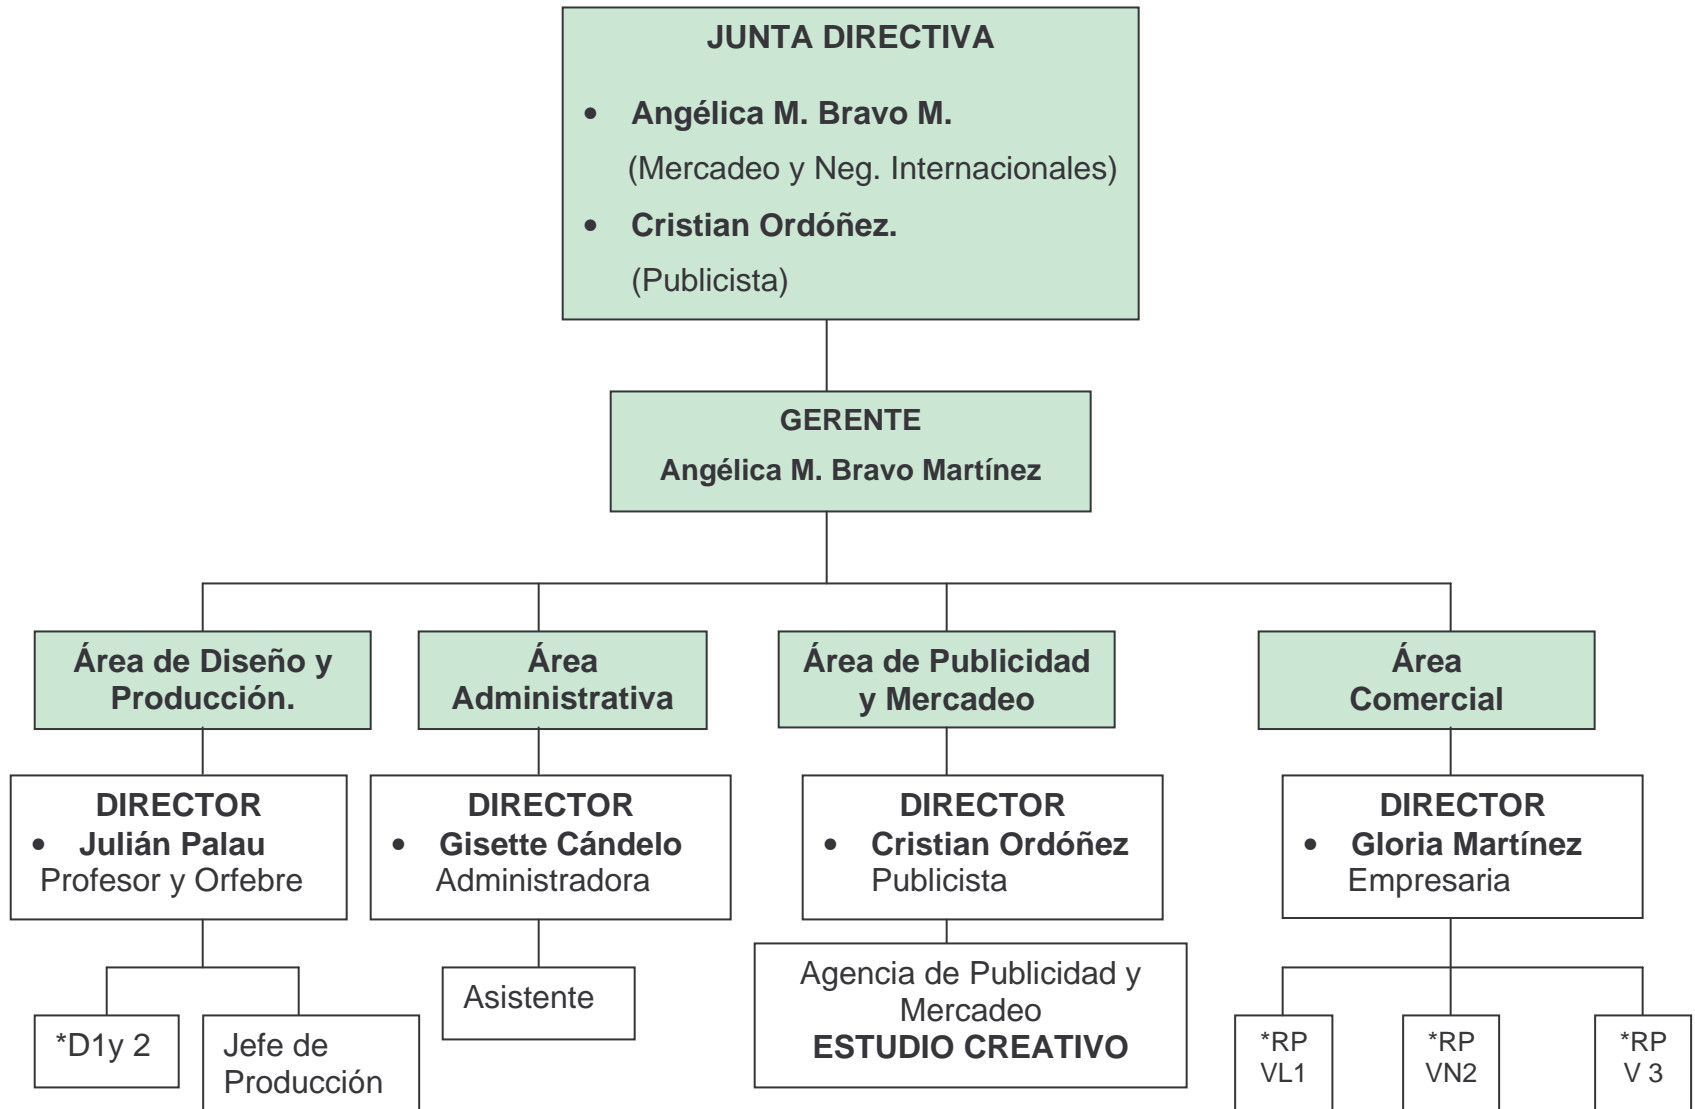 JUNTA DIRECTIVA
• Angélica M. Bravo M.
(Mercadeo y Neg. Internacionales)
• Cristian Ordóñez.
(Publicista)
GERENTE
Angélica M. Bravo Martínez
Área de Diseño y
Producción.
Área
Administrativa
Área de Publicidad
y Mercadeo
Área
Comercial
DIRECTOR
• Julián Palau
Profesor y Orfebre
DIRECTOR
• Gisette Cándelo
Administradora
DIRECTOR
• Cristian Ordóñez
Publicista
DIRECTOR
• Gloria Martínez
Empresaria
*D1y 2
Jefe de
Producción
Asistente
Agencia de Publicidad y
Mercadeo
ESTUDIO CREATIVO
*RP
VL1
*RP
VN2
*RP
V 3